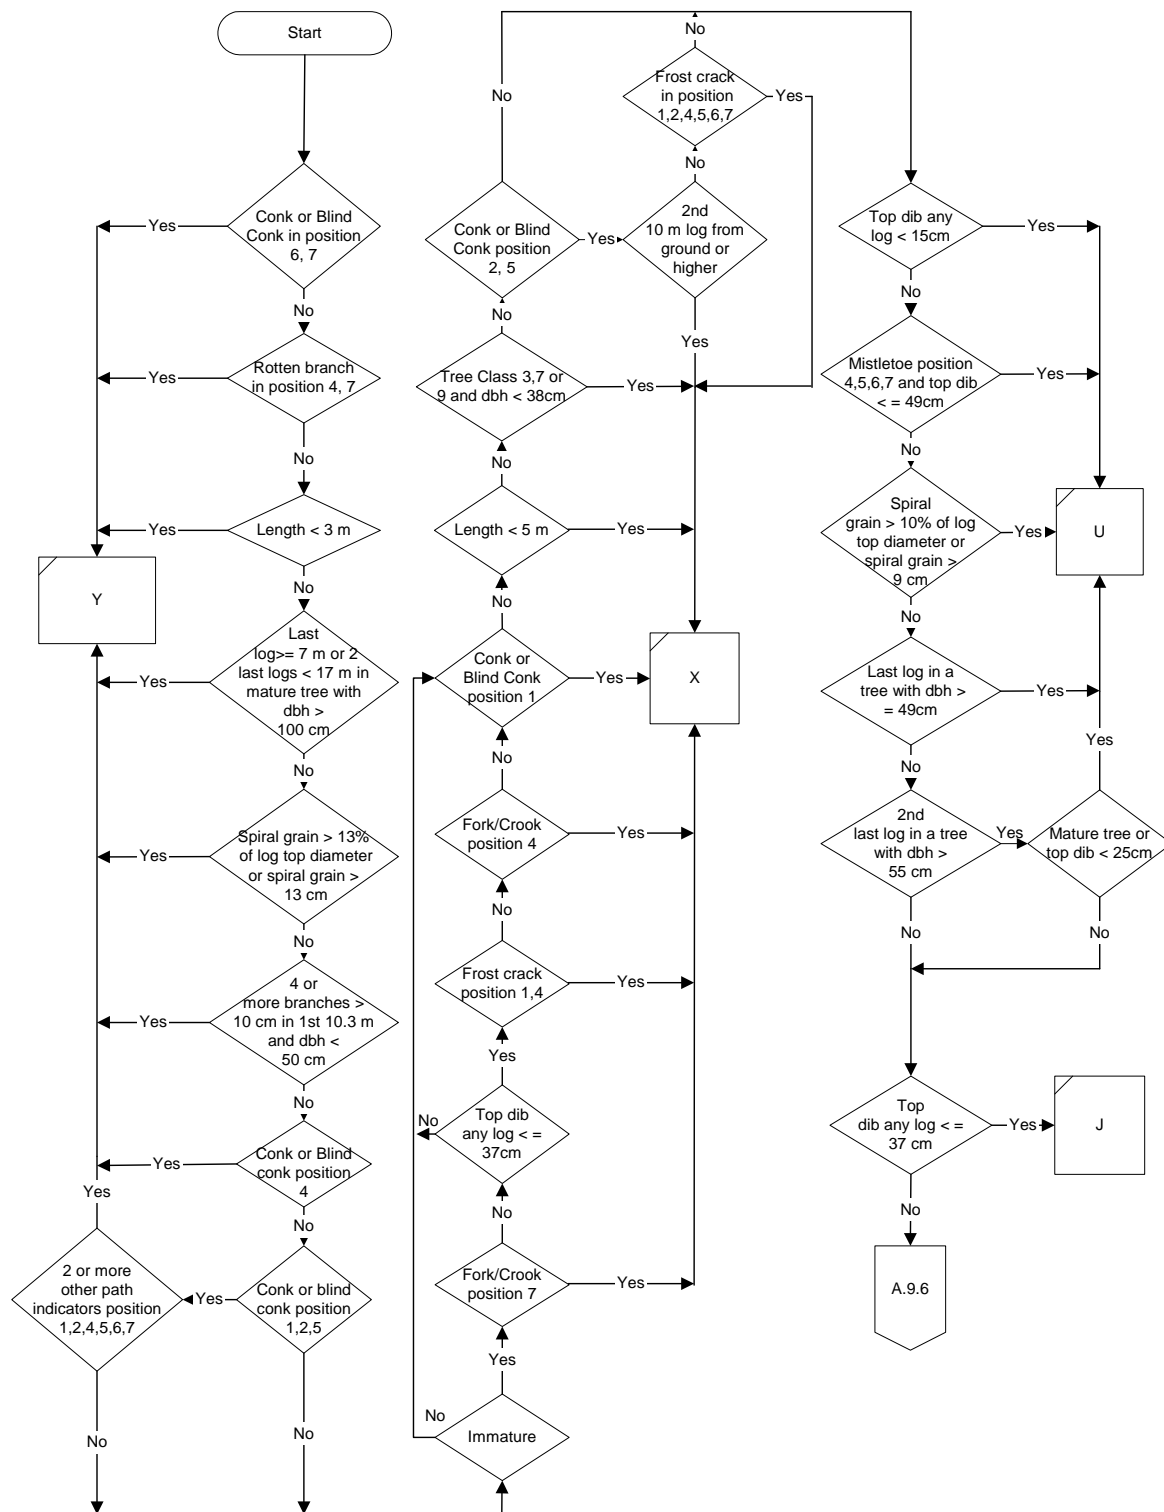 Start
Conk or Blind
Conk in position
6, 7
Yes
No
Rotten branch
in position 4, 7
Yes
No
Length < 3 m
Yes
No
Y
Last
log>= 7 m or 2
last logs < 17 m in
mature tree with
dbh >
100 cm
Yes
No
Spiral grain > 13%
of log top diameter
or spiral grain >
13 cm
Yes
No
4 or
more branches >
10 cm in 1st 10.3 m
and dbh <
50 cm
Yes
No
Conk or Blind
conk position
4
Yes
No
Conk or blind
conk position
1,2,5
Yes
No
2 or more
other path
indicators position
1,2,4,5,6,7
Yes
No
Immature
No
Yes
Fork/Crook
position 7
Yes
No
Top dib
any log < =
37cm
No
Yes
Frost crack
position 1,4
Yes
No
Fork/Crook
position 4
Yes
No
Conk or
Blind Conk
position 1
Yes
No
X
Length < 5 m
Yes
No
Tree Class 3,7 or
9 and dbh < 38cm
Yes
No
Conk or Blind
Conk position
2, 5
Yes
No
2nd
10 m log from
ground or
higher
Yes
No
Frost crack
in position
1,2,4,5,6,7
Yes
No
Top dib any
log < 15cm
Yes
No
Mistletoe position
4,5,6,7 and top dib
< = 49cm
Yes
No
Spiral
grain > 10% of log
top diameter or
spiral grain >
9 cm
Yes
No
U
Last log in a
tree with dbh >
= 49cm
Yes
No
2nd
last log in a tree
with dbh >
55 cm
Yes
No
Mature tree or
top dib < 25cm
Yes
No
Top
dib any log < =
37 cm
Yes
No
J
A.9.6